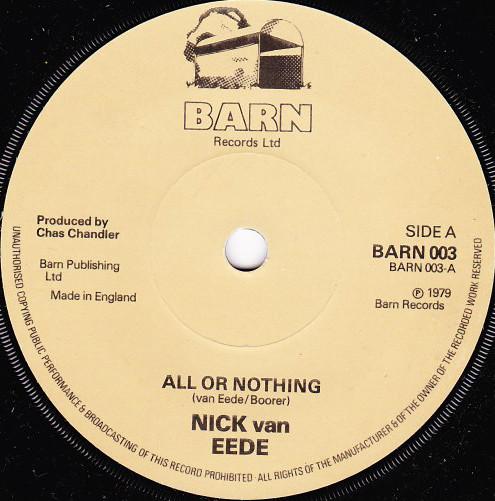 BARN
Records Ltd
Produced by
Chas Chandler
Barn Publishing
Ltd
Made in England
SIDE A
BARN 003
BARN 003-A
℗ 1979
Barn Records
ALL OR NOTHING
(van Eede/Boorer)
NICK van
EEDE
UNAUTHORISED COPYING PUBLIC PERFORMANCE & BROADCASTING OF THIS RECORD PROHIBITED · ALL RIGHTS OF THE MANUFACTURER & OF THE OWNER OF THE RECORDED WORK RESERVED